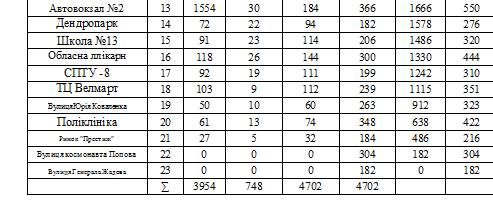 Автовокзал №2 13 1554 30 184 366 1666 550
Дендропарк 14 72 22 94 182 1578 276
Школа №13 15 91 23 114 206 1486 320
Обласна лікарн 16 118 26 144 300 1330 444
СПТУ -8 17 92 19 111 199 1242 310
ТЦ Велмарт 18 103 9 112 239 1115 351
Вулиця Юрія Коваленка 19 50 10 60 263 912 323
Поліклініка 20 61 13 74 348 638 422
Ринок "Престиж" 21 27 5 32 184 486 216
Вулиця космонавта Попова 22 0 0 0 304 182 304
Вулиця Генерала Жадова 23 0 0 0 182 0 182
∑ 3954 748 4702 4702